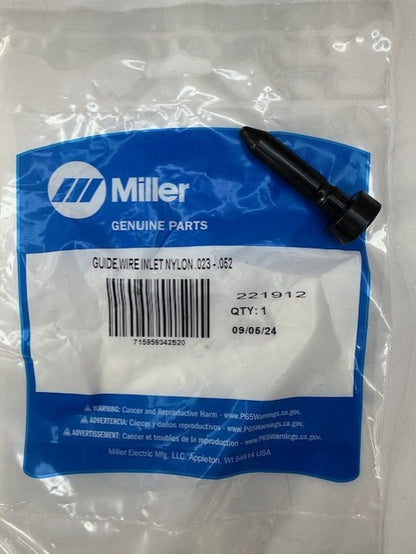 Miller
GENUINE PARTS
GUIDE,WIRE INLET NYLON .023 - .052
221912
QTY: 1
09/05/24
715959342520
WARNING: Cancer and Reproductive Harm - www.P65Warnings.ca.gov.
ADVERTENCIA: Cáncer y daños reproductivos - www.P65Warnings.ca.gov.
AVERTISSEMENT: Cancer et troubles de la reproduction - www.P65Warnings.ca.gov.
Miller Electric Mfg. LLC. Appleton, WI 54914 USA